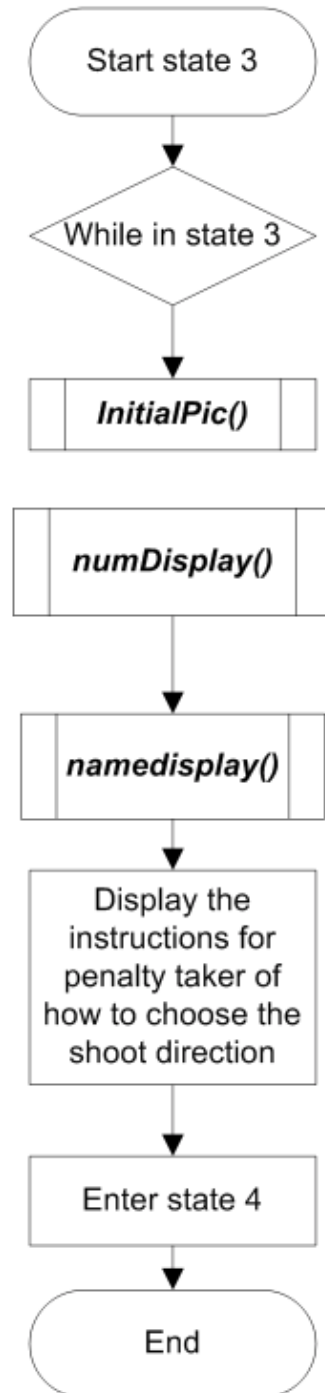 Start state 3
While in state 3
InitialPic()
numDisplay()
namedisplay()
Display the
instructions for
penalty taker of
how to choose the
shoot direction
Enter state 4
End